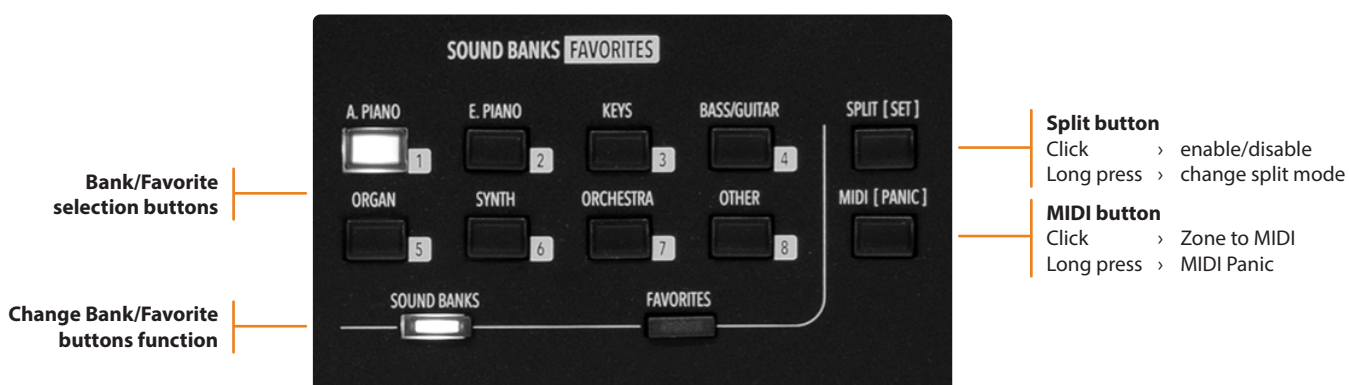 SOUND BANKS FAVORITES
A. PIANO E. PIANO KEYS BASS/GUITAR SPLIT [ SET ]
1 2 3 4
ORGAN SYNTH ORCHESTRA OTHER MIDI [ PANIC ]
5 6 7 8
SOUND BANKS FAVORITES
Bank/Favorite
selection buttons
Change Bank/Favorite
buttons function
Split button
Click › enable/disable
Long press › change split mode
MIDI button
Click › Zone to MIDI
Long press › MIDI Panic